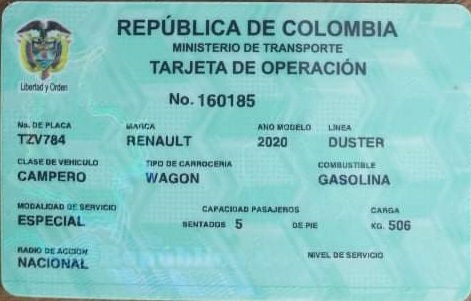 REPÚBLICA DE COLOMBIA
MINISTERIO DE TRANSPORTE
TARJETA DE OPERACIÓN
Libertad y Orden
No. 160185
No. DE PLACA MARCA ANO MODELO LINEA
TZV784 RENAULT 2020 DUSTER
CLASE DE VEHICULO TIPO DE CARROCERIA COMBUSTIBLE
CAMPERO WAGON GASOLINA
MODALIDAD DE SERVICIO CAPACIDAD PASAJEROS CARGA
ESPECIAL SENTADOS 5 DE PIE KG. 506
RADIO DE ACCION NIVEL DE SERVICIO
NACIONAL